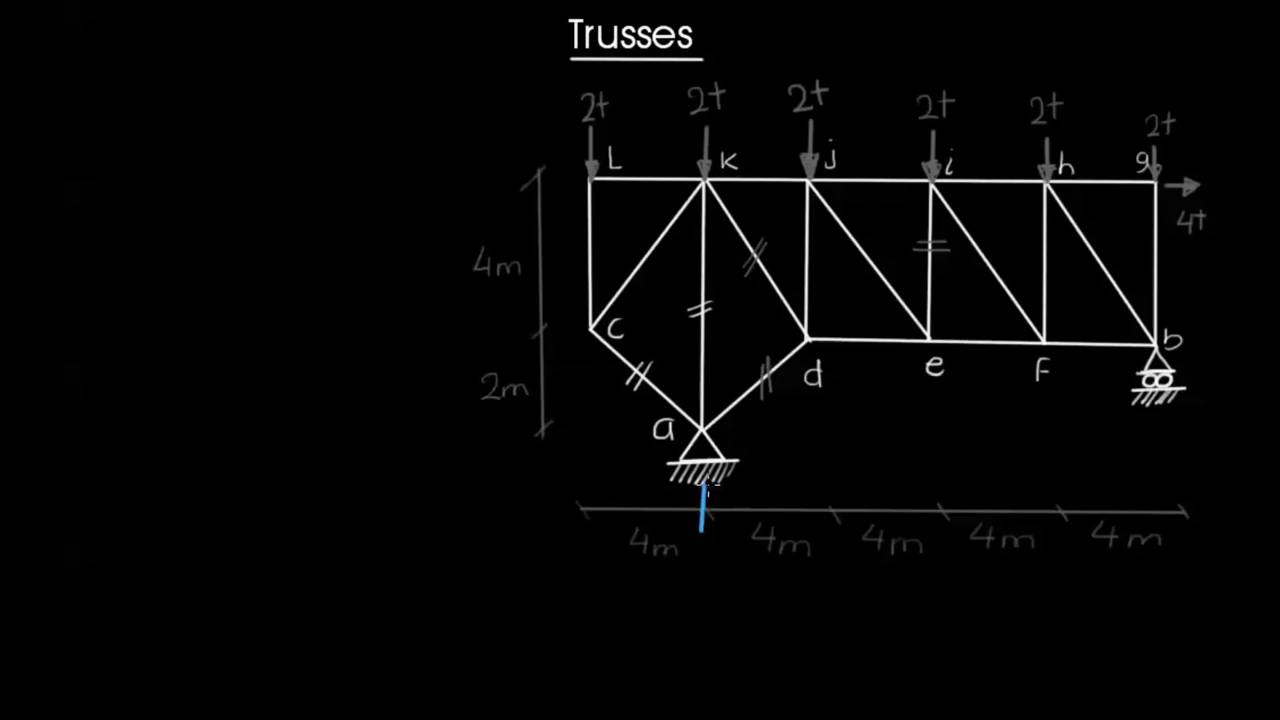 Trusses
2t 2t 2t 2t 2t 2t
L k j i h g
4t
4m
c
2m
a d e f b
4m 4m 4m 4m 4m